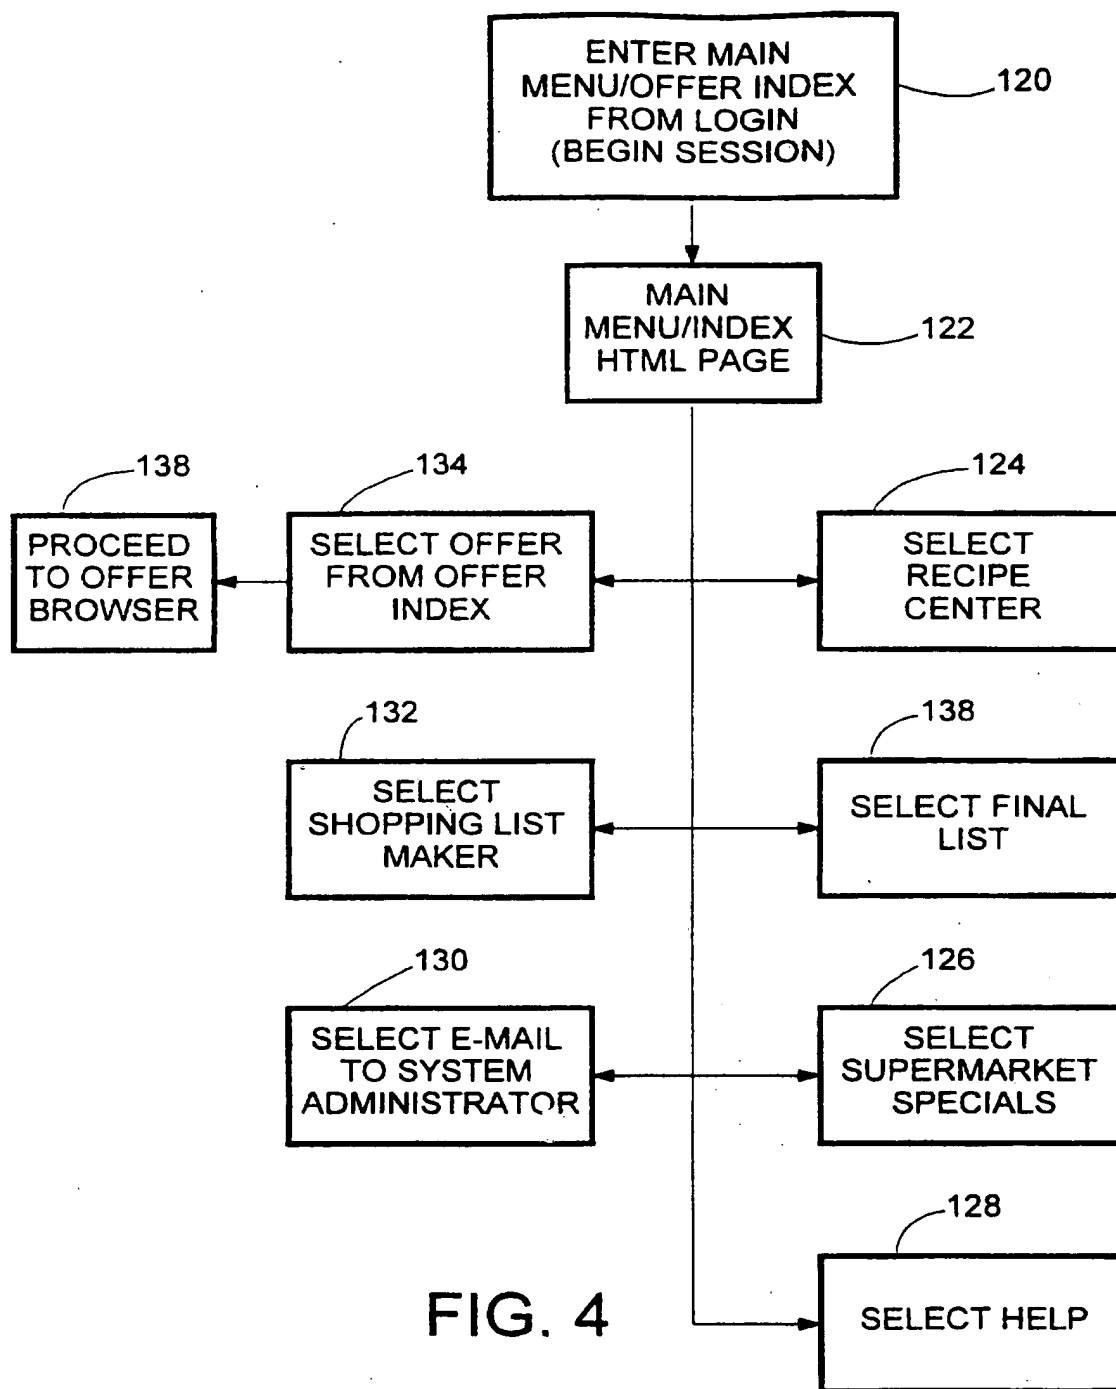 ENTER MAIN
MENU/OFFER INDEX
FROM LOGIN
(BEGIN SESSION)
120
MAIN
MENU/INDEX
HTML PAGE
122
138
PROCEED
TO OFFER
BROWSER
134
SELECT OFFER
FROM OFFER
INDEX
124
SELECT
RECIPE
CENTER
132
SELECT
SHOPPING LIST
MAKER
138
SELECT FINAL
LIST
130
SELECT E-MAIL
TO SYSTEM
ADMINISTRATOR
126
SELECT
SUPERMARKET
SPECIALS
128
SELECT HELP
FIG. 4